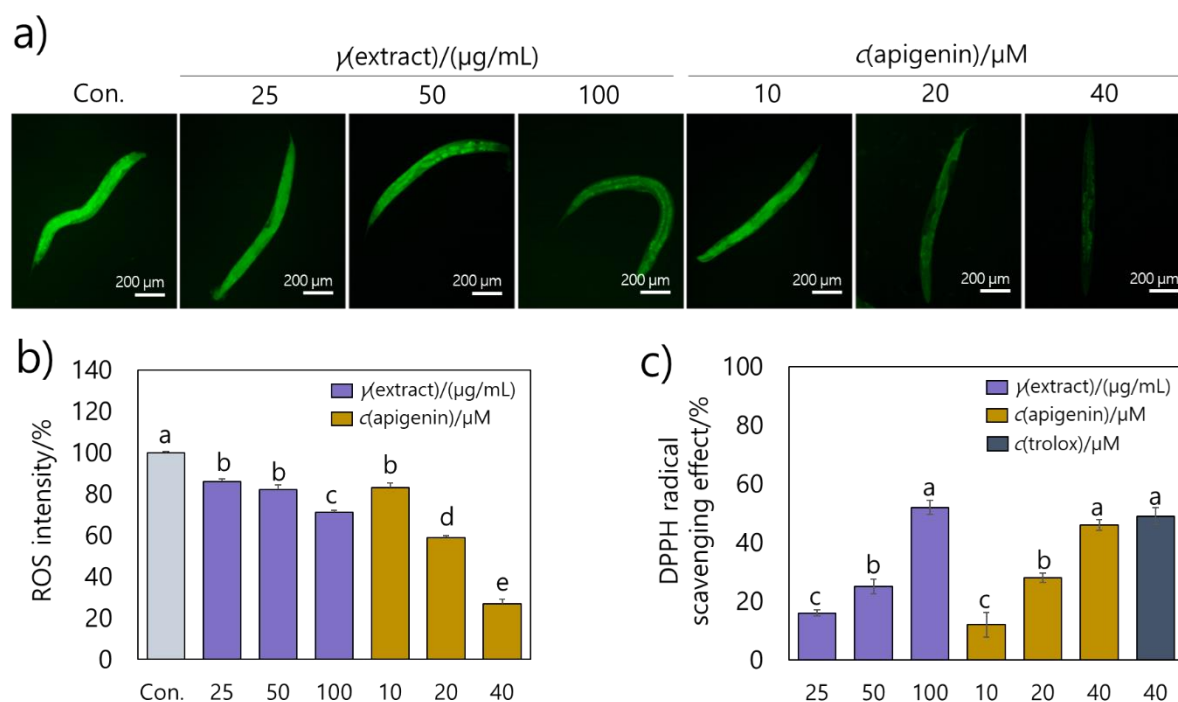 a)
γ(extract)/(µg/mL) c(apigenin)/µM
Con. 25 50 100 10 20 40
200 µm 200 µm 200 µm 200 µm 200 µm 200 µm 200 µm
b)
ROS intensity/%
140
120
100
80
60
40
20
0
γ(extract)/(µg/mL)
c(apigenin)/µM
a b b c b d e
Con. 25 50 100 10 20 40
c)
DPPH radical
scavenging effect/%
100
80
60
40
20
0
γ(extract)/(µg/mL)
c(apigenin)/µM
c(trolox)/µM
c b a c b a a
25 50 100 10 20 40 40